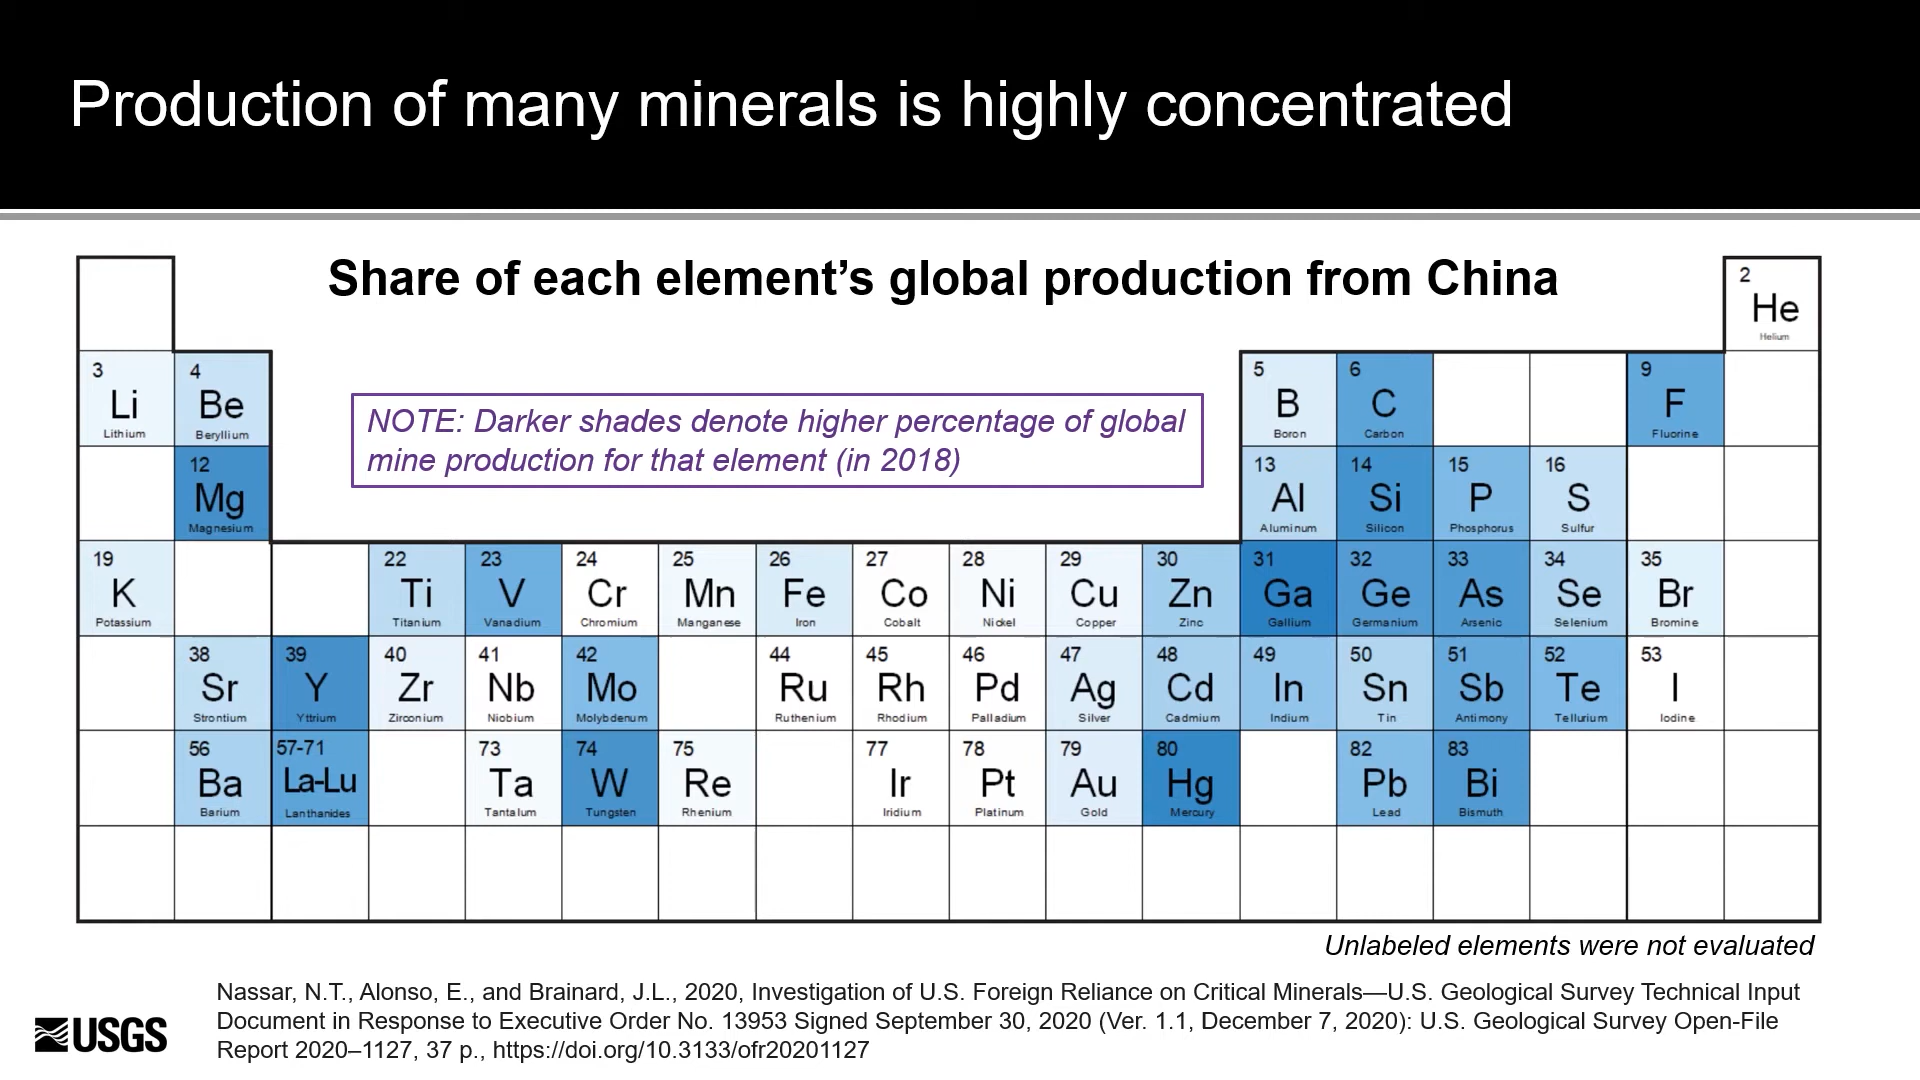 Production of many minerals is highly concentrated
Share of each element’s global production from China
2
He
Helium
3
Li
Lithium
4
Be
Beryllium
NOTE: Darker shades denote higher percentage of global
mine production for that element (in 2018)
5
B
Boron
6
C
Carbon
9
F
Fluorine
12
Mg
Magnesium
13
Al
Aluminum
14
Si
Silicon
15
P
Phosphorus
16
S
Sulfur
19
K
Potassium
22
Ti
Titanium
23
V
Vanadium
24
Cr
Chromium
25
Mn
Manganese
26
Fe
Iron
27
Co
Cobalt
28
Ni
Nickel
29
Cu
Copper
30
Zn
Zinc
31
Ga
Gallium
32
Ge
Germanium
33
As
Arsenic
34
Se
Selenium
35
Br
Bromine
38
Sr
Strontium
39
Y
Yttrium
40
Zr
Zirconium
41
Nb
Niobium
42
Mo
Molybdenum
44
Ru
Ruthenium
45
Rh
Rhodium
46
Pd
Palladium
47
Ag
Silver
48
Cd
Cadmium
49
In
Indium
50
Sn
Tin
51
Sb
Antimony
52
Te
Tellurium
53
I
Iodine
56
Ba
Barium
57-71
La-Lu
Lanthanides
73
Ta
Tantalum
74
W
Tungsten
75
Re
Rhenium
77
Ir
Iridium
78
Pt
Platinum
79
Au
Gold
80
Hg
Mercury
82
Pb
Lead
83
Bi
Bismuth
Unlabeled elements were not evaluated
USGS
Nassar, N.T., Alonso, E., and Brainard, J.L., 2020, Investigation of U.S. Foreign Reliance on Critical Minerals—U.S. Geological Survey Technical Input
Document in Response to Executive Order No. 13953 Signed September 30, 2020 (Ver. 1.1, December 7, 2020): U.S. Geological Survey Open-File
Report 2020–1127, 37 p., https://doi.org/10.3133/ofr20201127